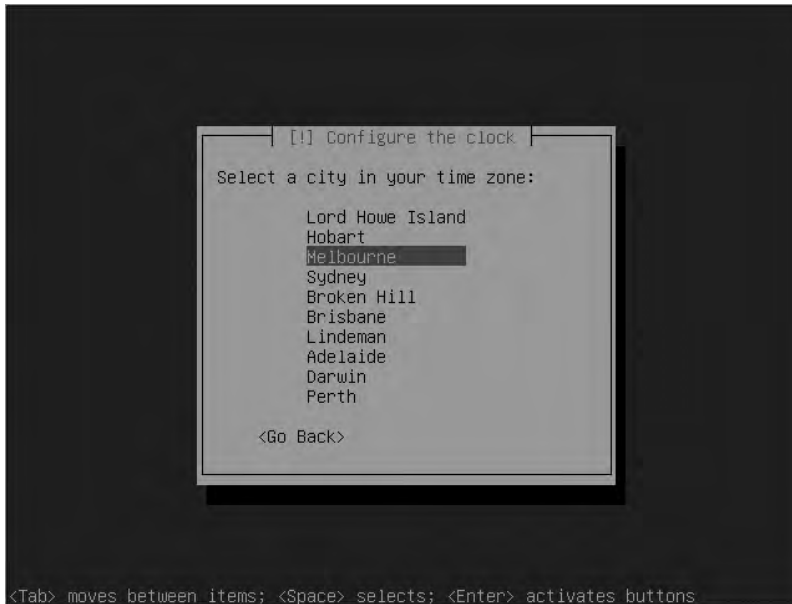 [!] Configure the clock
Select a city in your time zone:
Lord Howe Island
Hobart
Melbourne
Sydney
Broken Hill
Brisbane
Lindeman
Adelaide
Darwin
Perth
<Go Back>
<Tab> moves between items; <Space> selects; <Enter> activates buttons